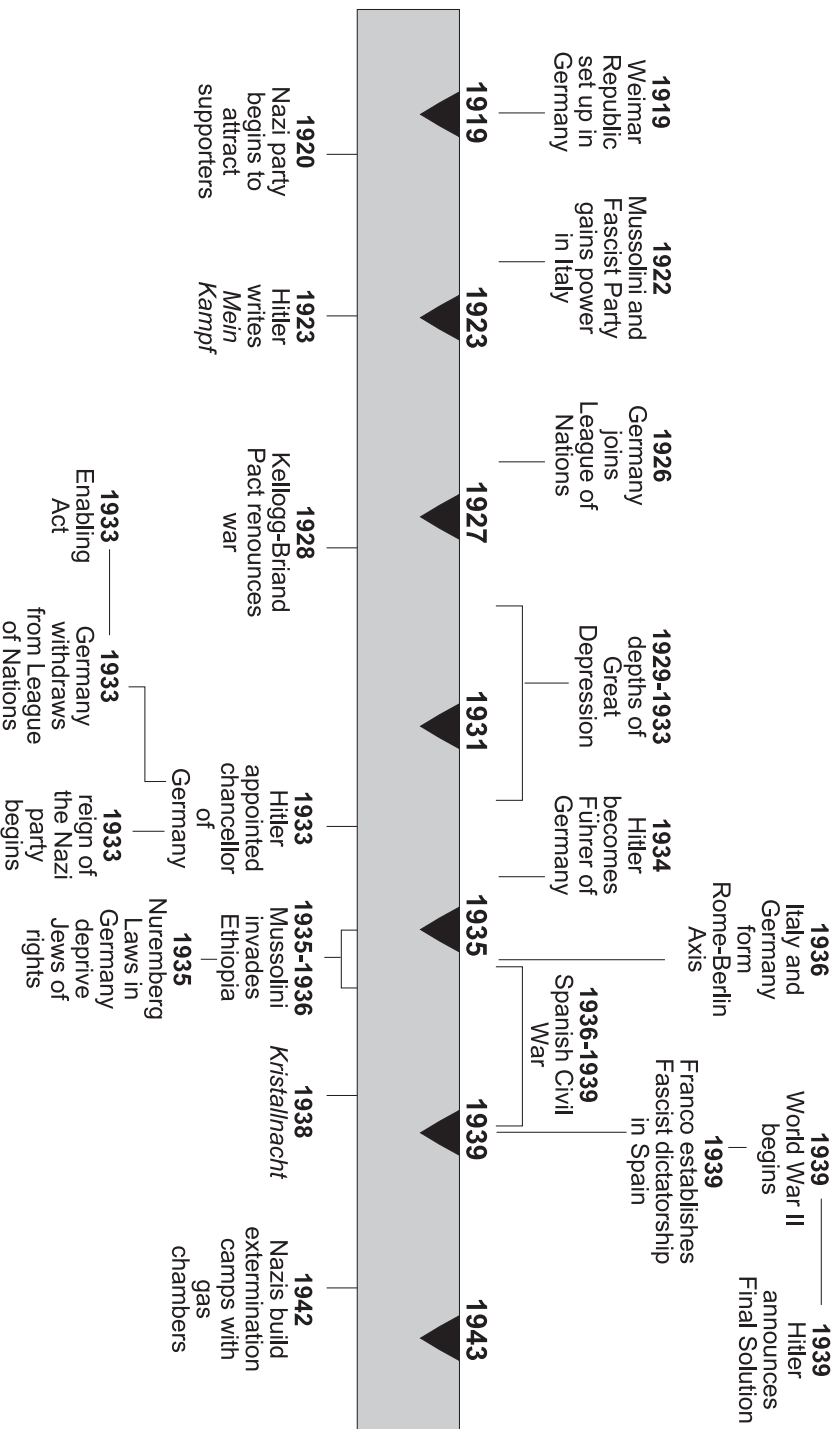 1936
Italy and
Germany
form
Rome-Berlin
Axis
1939
World War II
begins
1939
Hitler
announces
Final Solution
1919
Weimar
Republic
set up in
Germany
1922
Mussolini and
Fascist Party
gains power
in Italy
1926
Germany
joins
League of
Nations
1929-1933
depths of
Great
Depression
1934
Hitler
becomes
Führer of
Germany
1936-1939
Spanish Civil
War
1939
Franco establishes
Fascist dictatorship
in Spain
1919
1923
1927
1931
1935
1939
1943
1920
Nazi party
begins to
attract
supporters
1923
Hitler
writes
Mein
Kampf
1928
Kellogg-Briand
Pact renounces
war
1933
Hitler
appointed
chancellor
of
Germany
1935-1936
Mussolini
invades
Ethiopia
1938
Kristallnacht
1942
Nazis build
extermination
camps with
gas
chambers
1933
Enabling
Act
1933
Germany
withdraws
from League
of Nations
1933
reign of
the Nazi
party
begins
1935
Nuremberg
Laws in
Germany
deprive
Jews of
rights